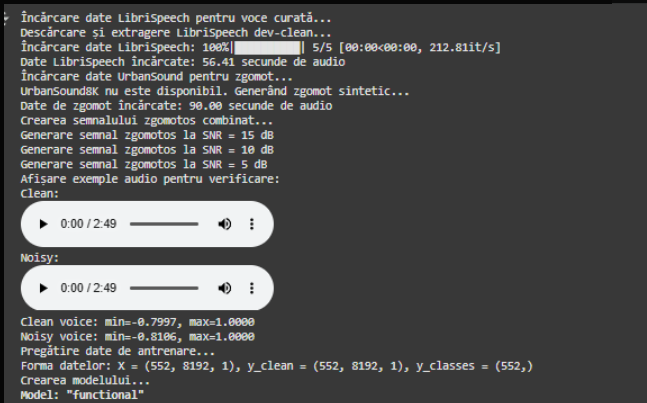 Încărcare date LibriSpeech pentru voce curată...
Descărcare și extragere LibriSpeech dev-clean...
Încărcare date LibriSpeech: 100%|██████████| 5/5 [00:00<00:00, 212.81it/s]
Date LibriSpeech încărcate: 56.41 secunde de audio
Încărcare date UrbanSound pentru zgomot...
UrbanSound8K nu este disponibil. Generând zgomot sintetic...
Date de zgomot încărcate: 90.00 secunde de audio
Crearea semnalului zgomotos combinat...
Generare semnal zgomotos la SNR = 15 dB
Generare semnal zgomotos la SNR = 10 dB
Generare semnal zgomotos la SNR = 5 dB
Afișare exemple audio pentru verificare:
Clean:
0:00 / 2:49
Noisy:
0:00 / 2:49
Clean voice: min=-0.7997, max=1.0000
Noisy voice: min=-0.8106, max=1.0000
Pregătire date de antrenare...
Forma datelor: X = (552, 8192, 1), y_clean = (552, 8192, 1), y_classes = (552,)
Crearea modelului...
Model: "functional"